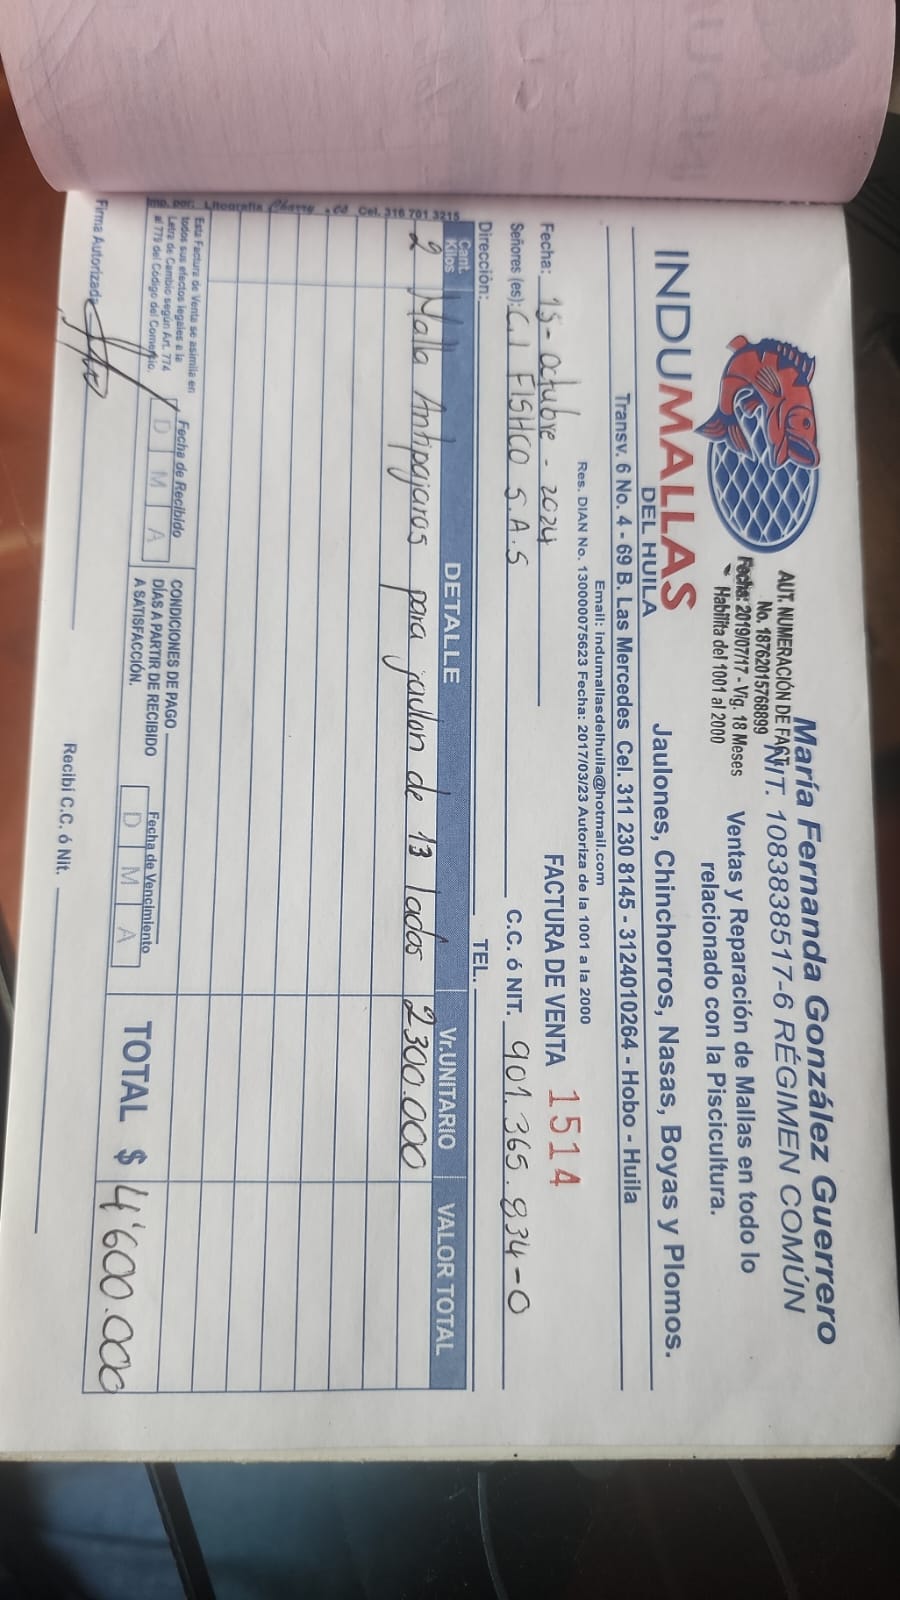 María Fernanda González Guerrero
NIT. 1083838517-6 RÉGIMEN COMÚN
AUT. NUMERACIÓN DE FACT.
No. 18762015768899
Fecha: 2019/07/17 - Vig. 18 Meses
Habilita del 1001 al 2000
Ventas y Reparación de Mallas en todo lo
relacionado con la Piscicultura.
INDUMALLAS
DEL HUILA
Jaulones, Chinchorros, Nasas, Boyas y Plomos.
Transv. 6 No. 4 - 69 B. Las Mercedes Cel. 311 230 8145 - 3124010264 - Hobo - Huila
Email: indumallasdelhuila@hotmail.com
Res. DIAN No. 130000075623 Fecha: 2017/03/23 Autoriza de la 1001 a la 2000
Fecha: 15 - Octubre - 2024
FACTURA DE VENTA 1514
Señores (es): C.I FISHCO S.A.S
C.C. ó NIT. 901.365.834-0
Dirección:
TEL.
Cant. Kilos
DETALLE
Vr.UNITARIO
VALOR TOTAL
2 Malla Antipajaros para jaulon de 13 lados 2300.000
Imp. por: Litografía Charry Cel. 316 701 3215
Esta Factura de Venta se asimila en
todos sus efectos legales a la
Letra de Cambio según Art. 774
al 779 del Código del Comercio.
Fecha de Recibido
D M A
CONDICIONES DE PAGO
DÍAS A PARTIR DE RECIBIDO
A SATISFACCIÓN.
Fecha de Vencimiento
D M A
TOTAL $ 4'600.000
Firma Autorizada
Recibí C.C. ó Nit.